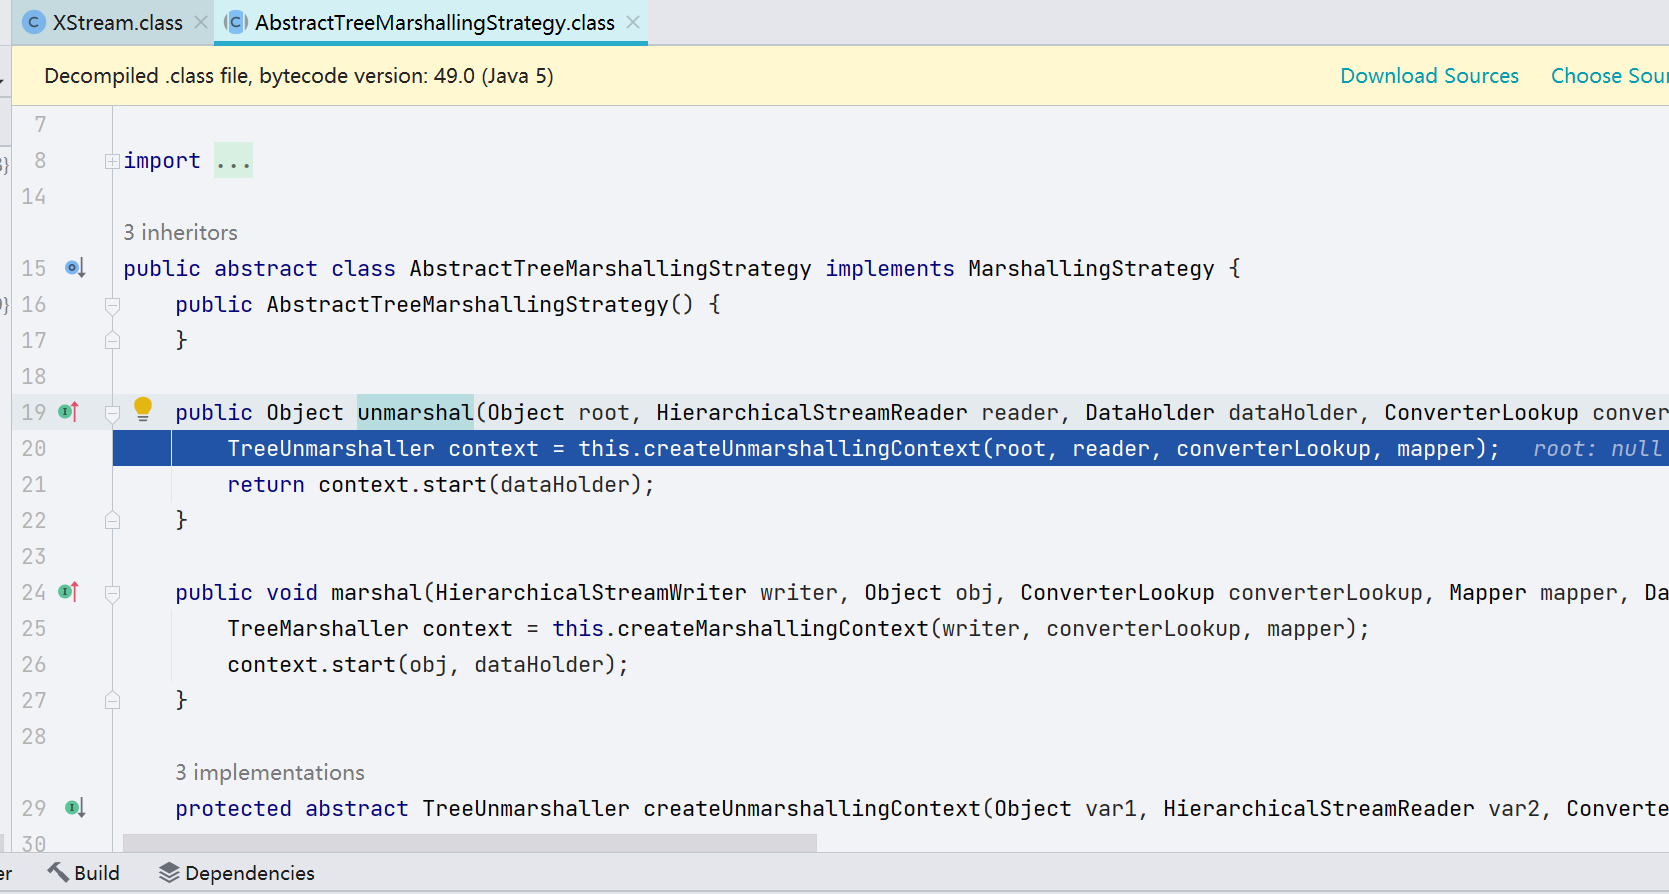 XStream.class AbstractTreeMarshallingStrategy.class
Decompiled .class file, bytecode version: 49.0 (Java 5) Download Sources Choose Sour
7
8 import ...
14
3 inheritors
15 public abstract class AbstractTreeMarshallingStrategy implements MarshallingStrategy {
16 public AbstractTreeMarshallingStrategy() {
17 }
18
19 public Object unmarshal(Object root, HierarchicalStreamReader reader, DataHolder dataHolder, ConverterLookup conver
20 TreeUnmarshaller context = this.createUnmarshallingContext(root, reader, converterLookup, mapper); root: null
21 return context.start(dataHolder);
22 }
23
24 public void marshal(HierarchicalStreamWriter writer, Object obj, ConverterLookup converterLookup, Mapper mapper, Da
25 TreeMarshaller context = this.createMarshallingContext(writer, converterLookup, mapper);
26 context.start(obj, dataHolder);
27 }
28
3 implementations
29 protected abstract TreeUnmarshaller createUnmarshallingContext(Object var1, HierarchicalStreamReader var2, Converte
30
er Build Dependencies